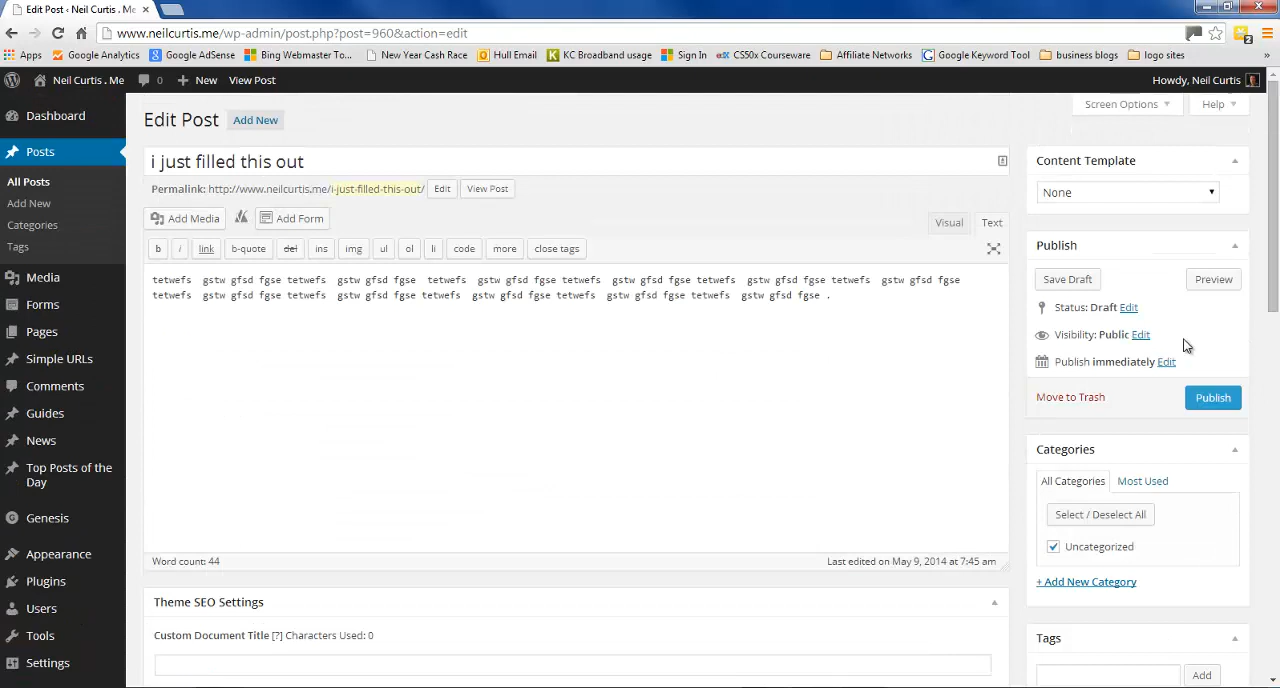 Edit Post ‹ Neil Curtis . Me
www.neilcurtis.me/wp-admin/post.php?post=960&action=edit
Apps Google Analytics Google AdSense Bing Webmaster To... New Year Cash Race Hull Email KC Broadband usage Sign In CS50x Courseware Affiliate Networks Google Keyword Tool business blogs logo sites
Neil Curtis . Me 0 New View Post Howdy, Neil Curtis
Screen Options Help
Dashboard
Posts
All Posts
Add New
Categories
Tags
Media
Forms
Pages
Simple URLs
Comments
Guides
News
Top Posts of the
Day
Genesis
Appearance
Plugins
Users
Tools
Settings
Edit Post Add New
i just filled this out
Permalink: http://www.neilcurtis.me/i-just-filled-this-out/ Edit View Post
Add Media Add Form Visual Text
b i link b-quote del ins img ul ol li code more close tags
tetwefs gstw gfsd fgse tetwefs gstw gfsd fgse tetwefs gstw gfsd fgse tetwefs gstw gfsd fgse tetwefs gstw gfsd fgse tetwefs gstw gfsd fgse
tetwefs gstw gfsd fgse tetwefs gstw gfsd fgse tetwefs gstw gfsd fgse tetwefs gstw gfsd fgse tetwefs gstw gfsd fgse .
Word count: 44 Last edited on May 9, 2014 at 7:45 am
Theme SEO Settings
Custom Document Title [?] Characters Used: 0
Content Template
None
Publish
Save Draft Preview
Status: Draft Edit
Visibility: Public Edit
Publish immediately Edit
Move to Trash Publish
Categories
All Categories Most Used
Select / Deselect All
Uncategorized
+ Add New Category
Tags
Add